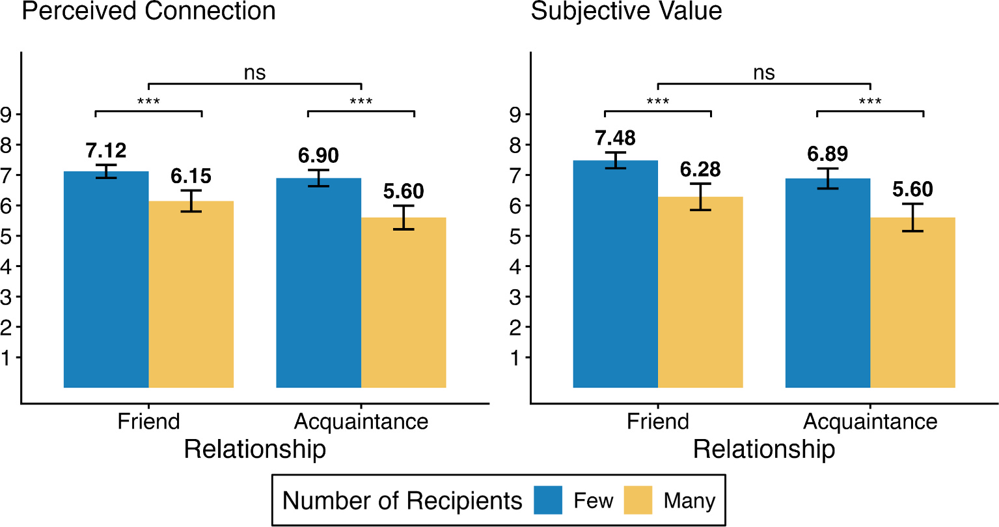 Perceived Connection
ns
***
***
9
8
7
6
5
4
3
2
1
7.12
6.15
6.90
5.60
Friend
Acquaintance
Relationship
Subjective Value
ns
***
***
9
8
7
6
5
4
3
2
1
7.48
6.28
6.89
5.60
Friend
Acquaintance
Relationship
Number of Recipients Few Many